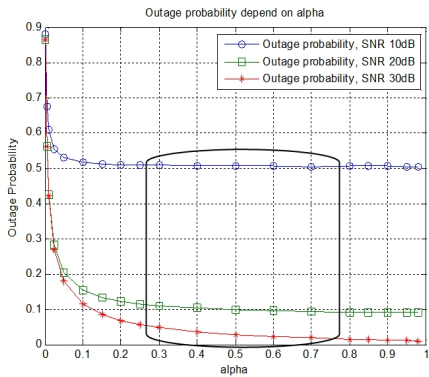 Outage probability depend on alpha
Outage probability, SNR 10dB
Outage probability, SNR 20dB
Outage probability, SNR 30dB
Outage Probability
0.9
0.8
0.7
0.6
0.5
0.4
0.3
0.2
0.1
0
0 0.1 0.2 0.3 0.4 0.5 0.6 0.7 0.8 0.9 1
alpha